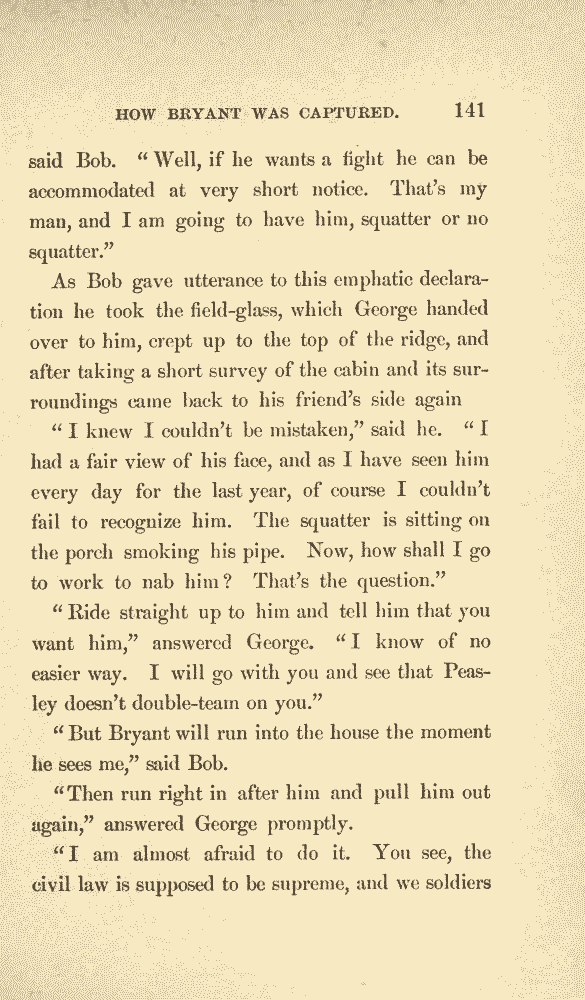 HOW BRYANT WAS CAPTURED. 141
said Bob. “Well, if he wants a fight he can be
accommodated at very short notice. That’s my
man, and I am going to have him, squatter or no
squatter.”
As Bob gave utterance to this emphatic declara-
tion he took the field-glass, which George handed
over to him, crept up to the top of the ridge, and
after taking a short survey of the cabin and its sur-
roundings came back to his friend’s side again
“I knew I couldn’t be mistaken,” said he. “I
had a fair view of his face, and as I have seen him
every day for the last year, of course I couldn’t
fail to recognize him. The squatter is sitting on
the porch smoking his pipe. Now, how shall I go
to work to nab him? That’s the question.”
“Ride straight up to him and tell him that you
want him,” answered George. “I know of no
easier way. I will go with you and see that Peas-
ley doesn’t double-team on you.”
“But Bryant will run into the house the moment
he sees me,” said Bob.
“Then run right in after him and pull him out
again,” answered George promptly.
“I am almost afraid to do it. You see, the
civil law is supposed to be supreme, and we soldiers